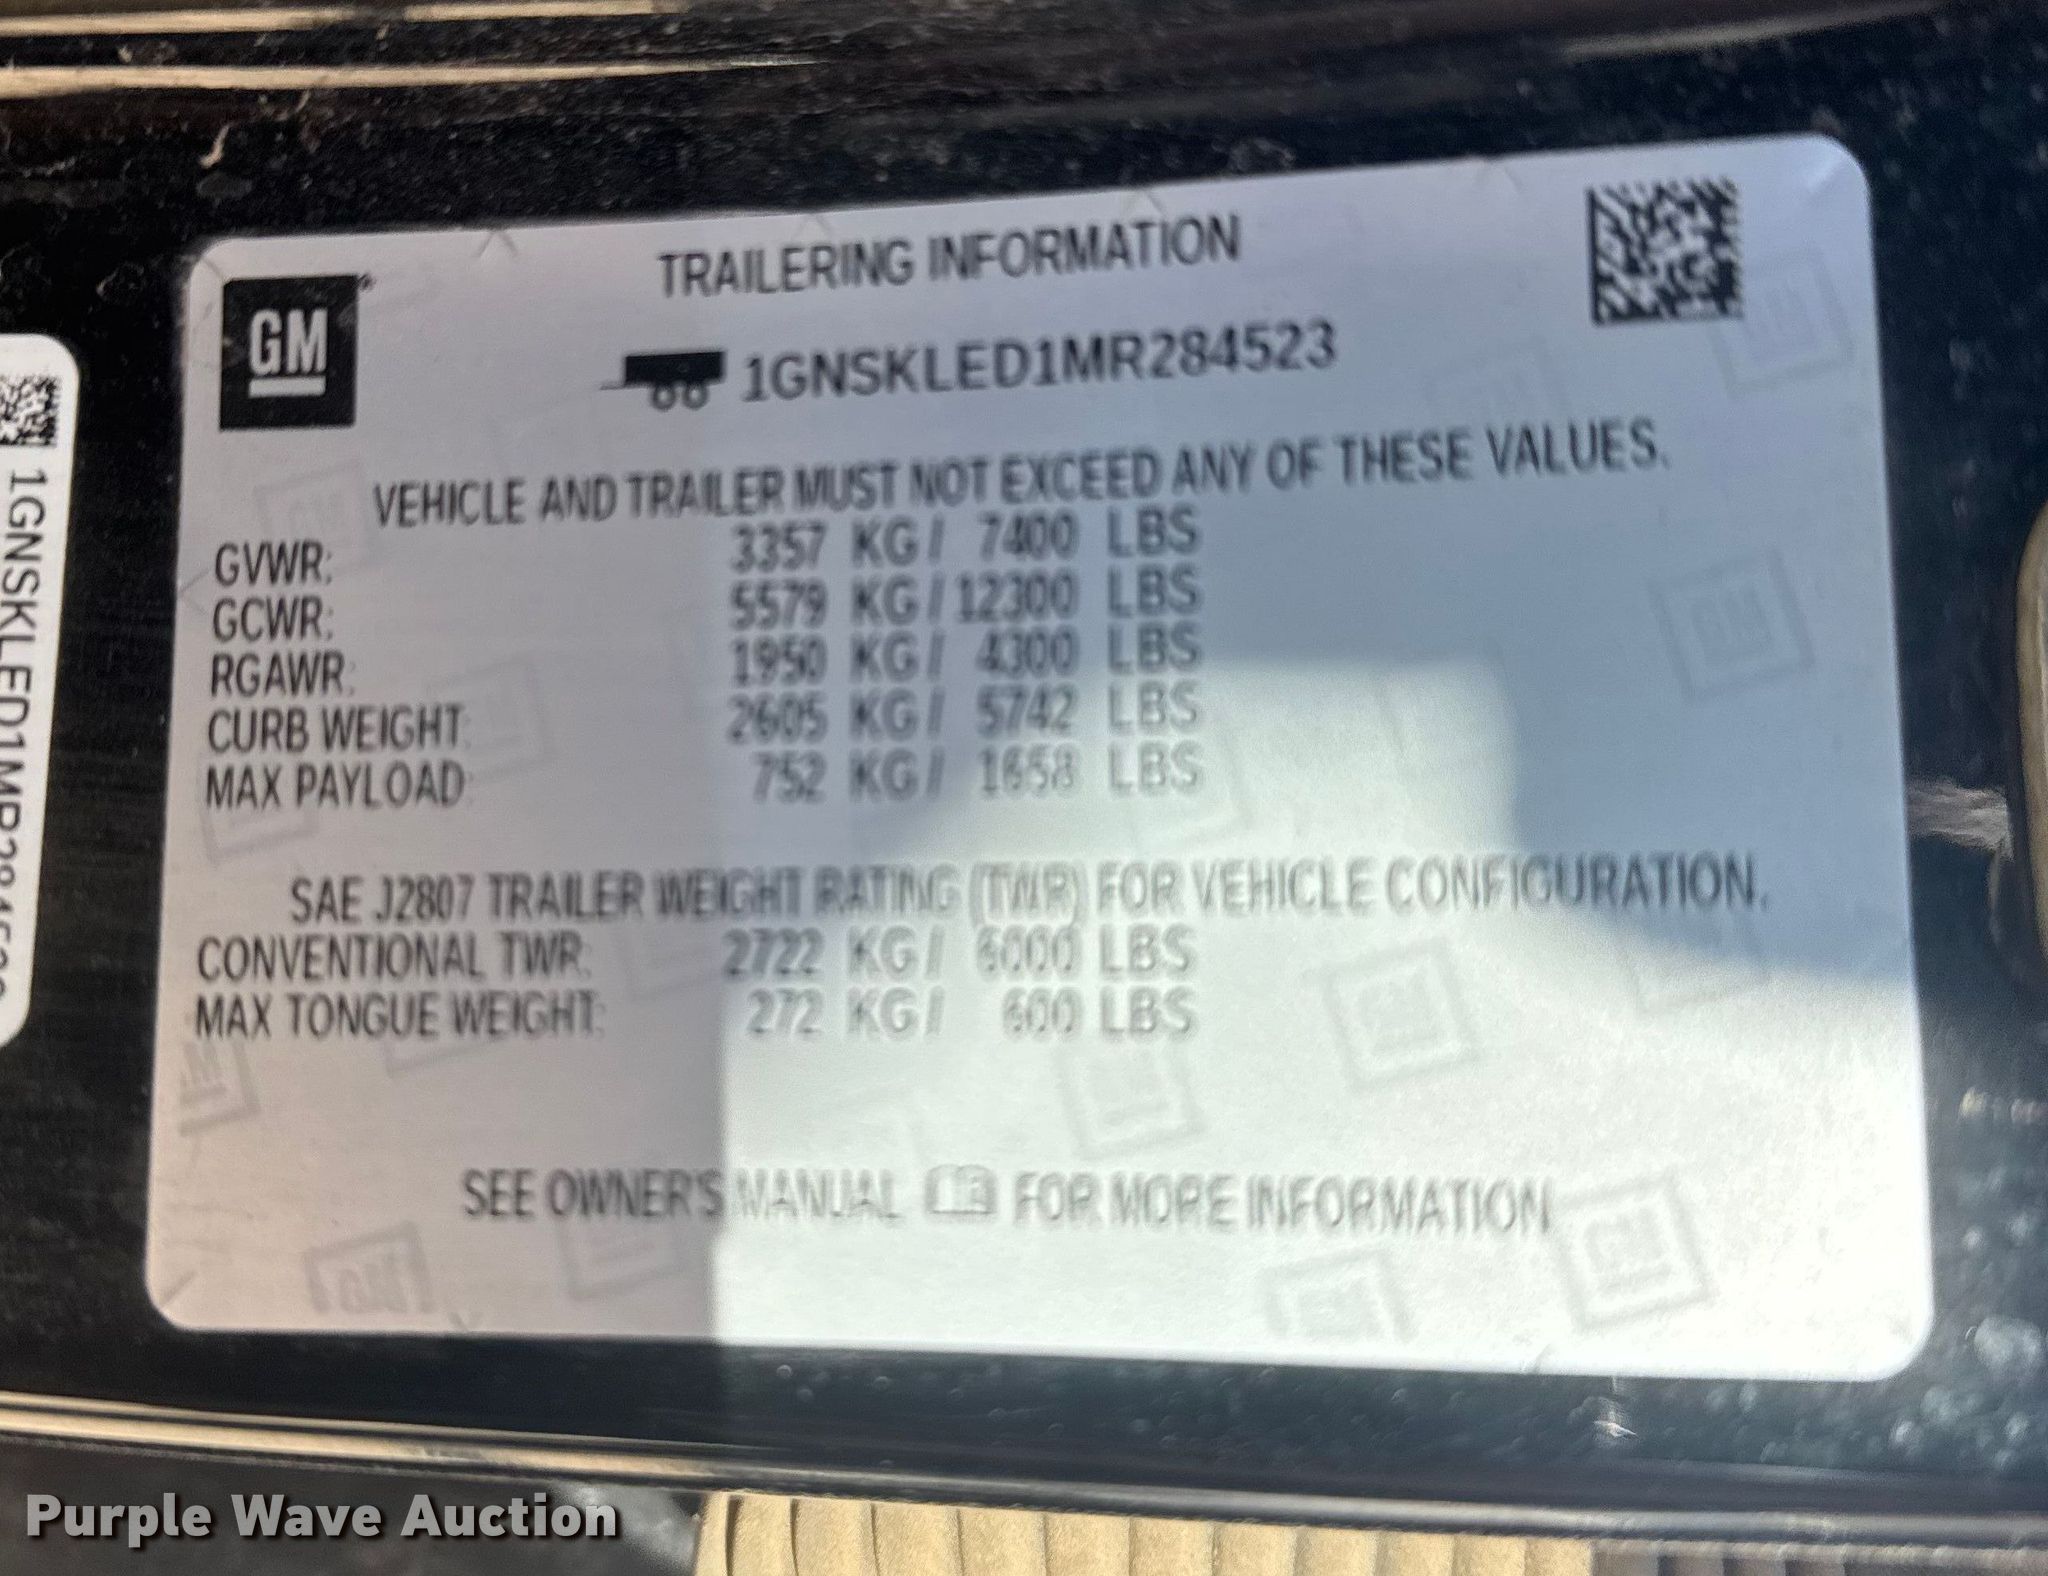 GM
TRAILERING INFORMATION
1GNSKLED1MR284523
VEHICLE AND TRAILER MUST NOT EXCEED ANY OF THESE VALUES.
GVWR: 3357 KG/ 7400 LBS
GCWR: 5579 KG/12300 LBS
RGAWR: 1950 KG/ 4300 LBS
CURB WEIGHT: 2605 KG/ 5742 LBS
MAX PAYLOAD: 752 KG/ 1658 LBS
SAE J2807 TRAILER WEIGHT RATING (TWR) FOR VEHICLE CONFIGURATION.
CONVENTIONAL TWR: 2722 KG/ 6000 LBS
MAX TONGUE WEIGHT: 272 KG/ 600 LBS
SEE OWNER'S MANUAL FOR MORE INFORMATION
1GNSKLED1MR284523
Purple Wave Auction